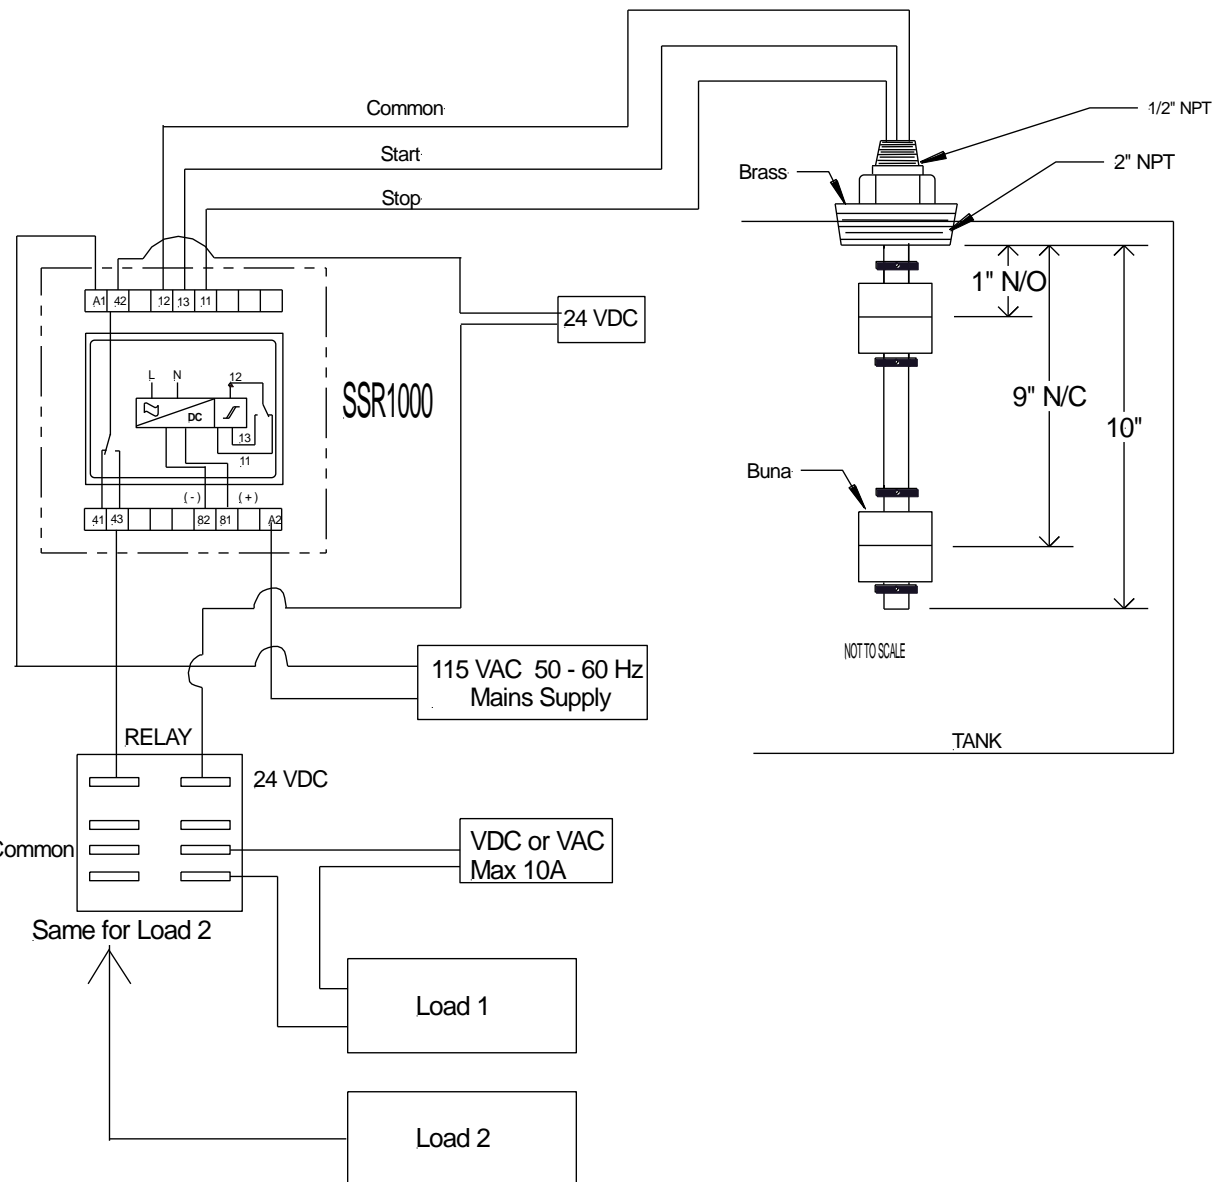 Common
Start
Stop
1/2" NPT
2" NPT
Brass
A1 42 12 13 11
24 VDC
1" N/O
SSR1000
L N 12
DC
13
11
9" N/C
10"
Buna
(-) (+)
41 43 82 81 A2
NOT TO SCALE
115 VAC 50 - 60 Hz
Mains Supply
TANK
RELAY
24 VDC
Common
VDC or VAC
Max 10A
Same for Load 2
Load 1
Load 2